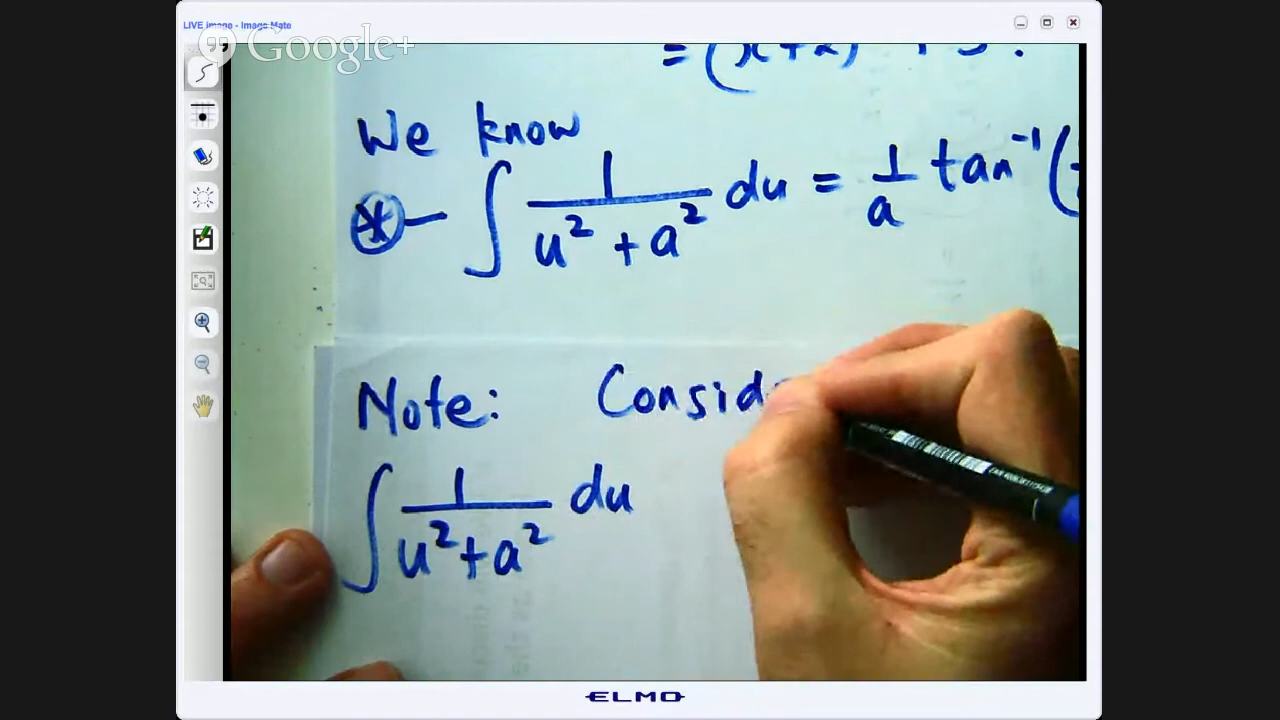 LIVE image - Image Mate
Google+
= (x+2)
We know
⊛— ∫ 1/(u² + a²) du = 1/a tan⁻¹(
Note: Consid
∫ 1/(u²+a²) du
ELMO